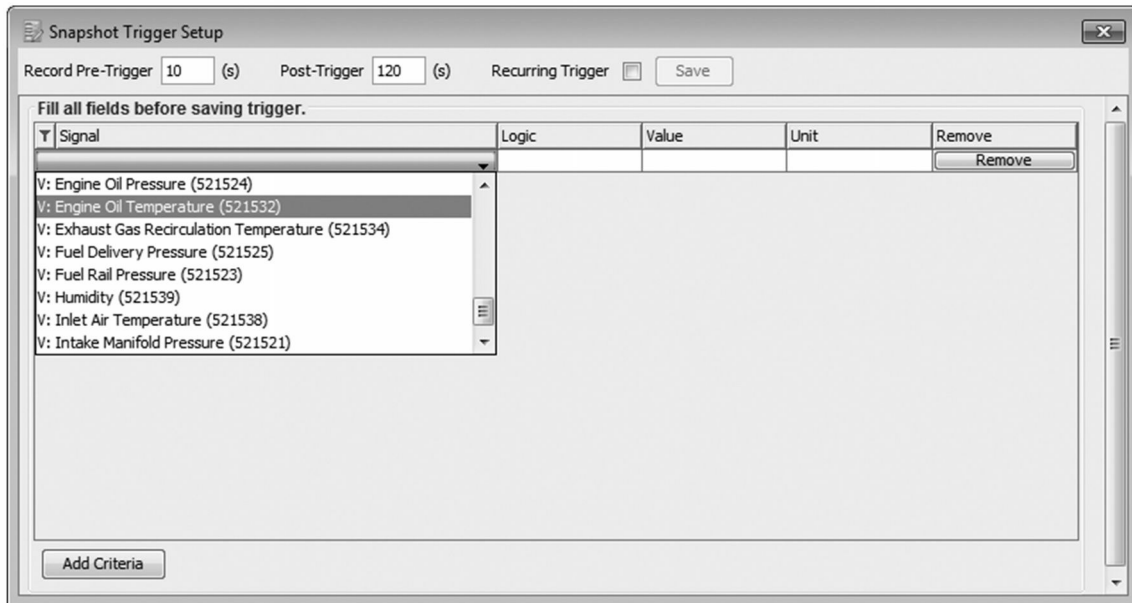 Snapshot Trigger Setup
Record Pre-Trigger 10 (s) Post-Trigger 120 (s) Recurring Trigger Save
Fill all fields before saving trigger.
Signal Logic Value Unit Remove
Remove
V: Engine Oil Pressure (521524)
V: Engine Oil Temperature (521532)
V: Exhaust Gas Recirculation Temperature (521534)
V: Fuel Delivery Pressure (521525)
V: Fuel Rail Pressure (521523)
V: Humidity (521539)
V: Inlet Air Temperature (521538)
V: Intake Manifold Pressure (521521)
Add Criteria